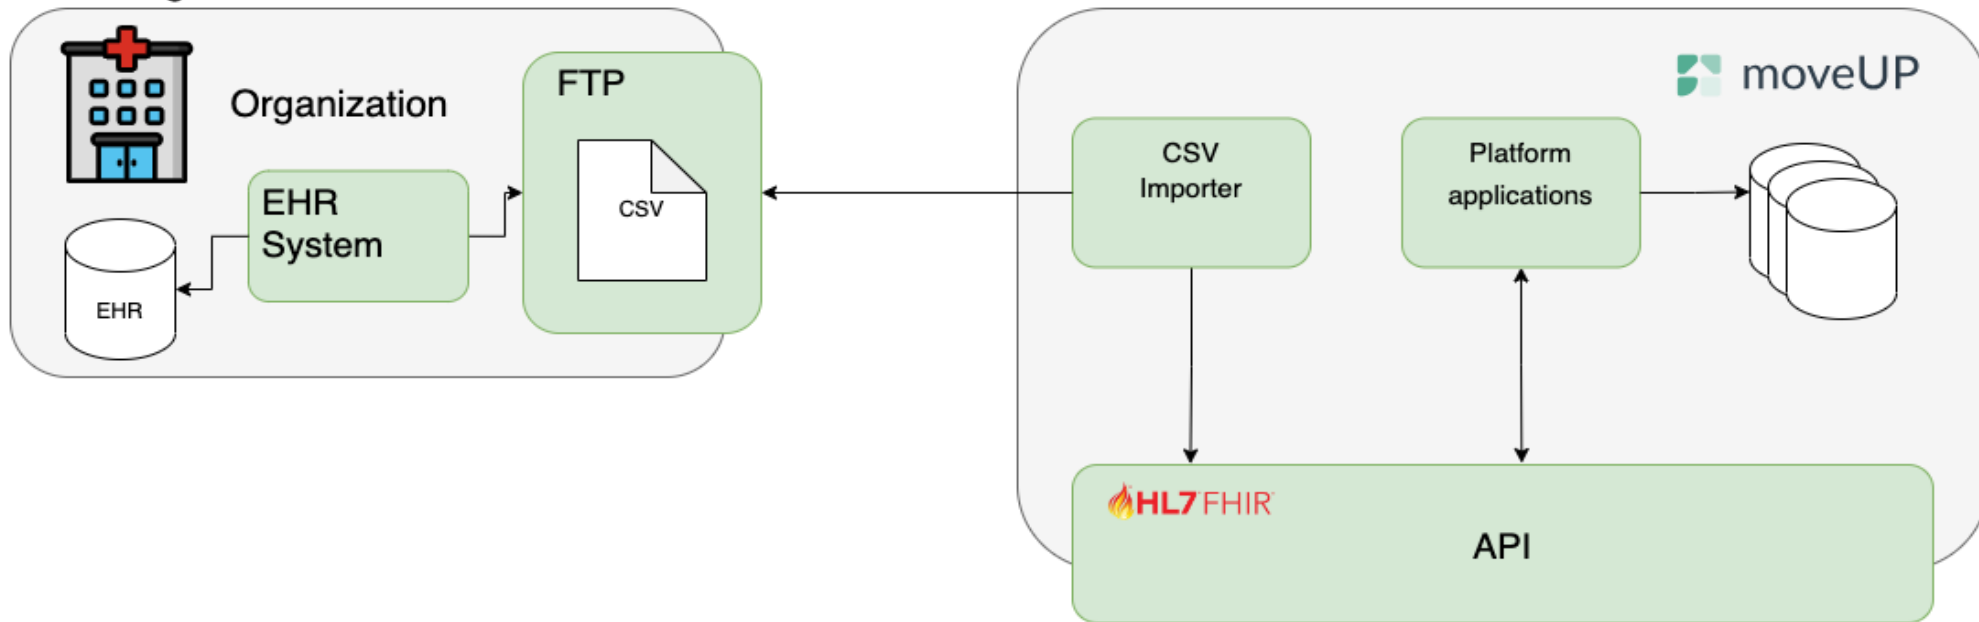 Organization
EHR
System
EHR
FTP
CSV
moveUP
CSV
Importer
Platform
applications
HL7 FHIR
API